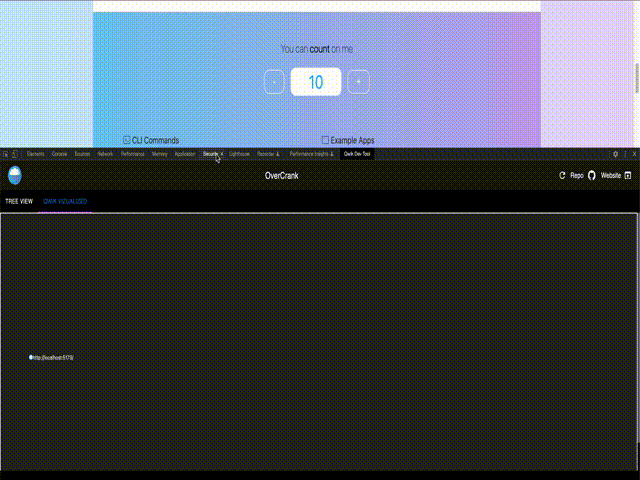 You can count on me
- 10 +
CLI Commands Example Apps
Elements Console Sources Network Performance Memory Application Security Lighthouse Recorder Performance insights Qwik Dev Tool
OverCrank
Repo Website
TREE VIEW QWIK VIZUALIZED
http://localhost:5173/